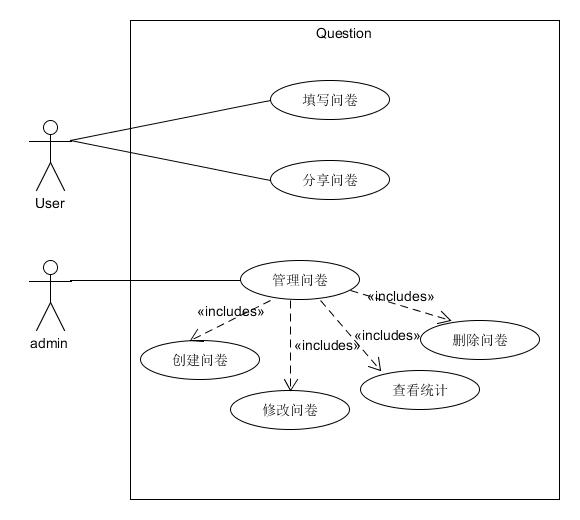 Question
填写问卷
分享问卷
User
管理问卷
admin
«includes»
«includes»
«includes»
«includes»
创建问卷
删除问卷
查看统计
修改问卷